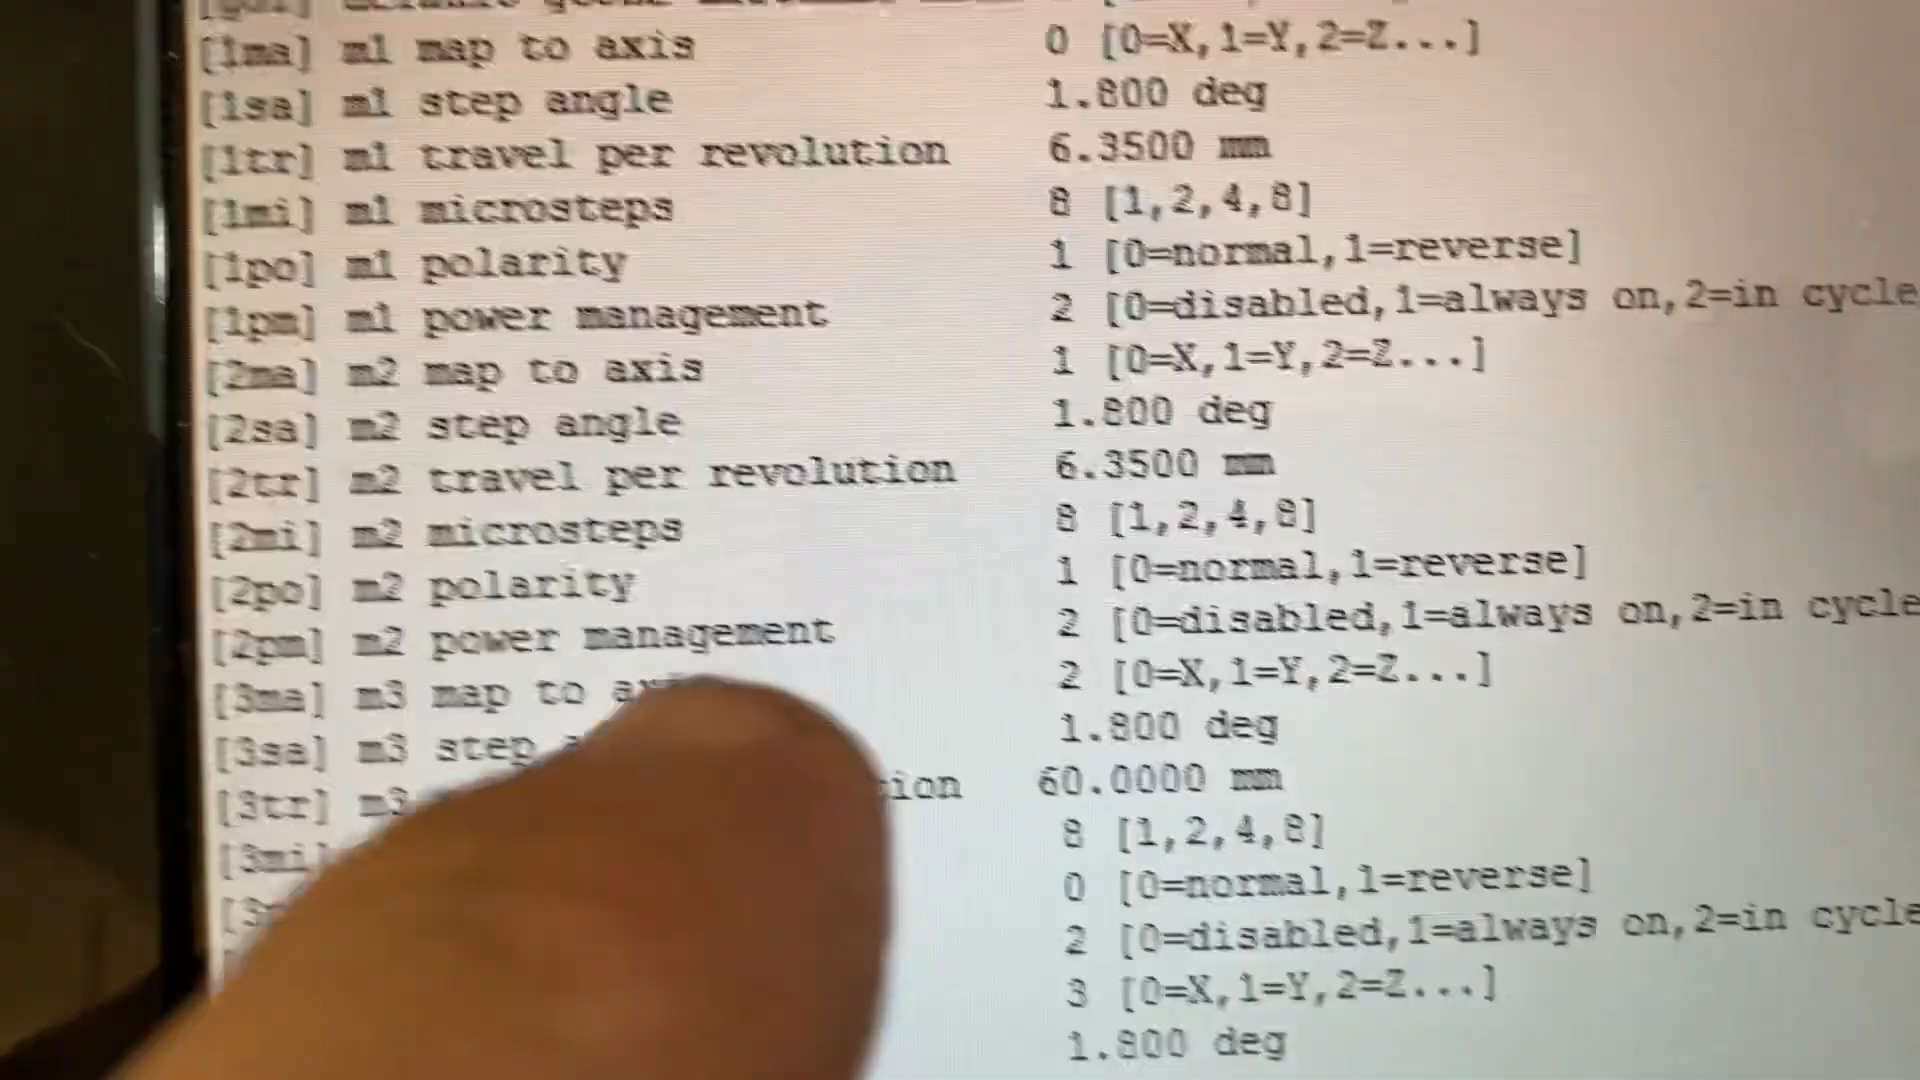 [1ma] m1 map to axis 0 [0=X,1=Y,2=Z...]
[1sa] m1 step angle 1.800 deg
[1tr] m1 travel per revolution 6.3500 mm
[1mi] m1 microsteps 8 [1,2,4,8]
[1po] m1 polarity 1 [0=normal,1=reverse]
[1pm] m1 power management 2 [0=disabled,1=always on,2=in cycle
[2ma] m2 map to axis 1 [0=X,1=Y,2=Z...]
[2sa] m2 step angle 1.800 deg
[2tr] m2 travel per revolution 6.3500 mm
[2mi] m2 microsteps 8 [1,2,4,8]
[2po] m2 polarity 1 [0=normal,1=reverse]
[2pm] m2 power management 2 [0=disabled,1=always on,2=in cycle
[3ma] m3 map to 2 [0=X,1=Y,2=Z...]
[3sa] m3 step 1.800 deg
[3tr] m3 tion 60.0000 mm
[3mi] 8 [1,2,4,8]
0 [0=normal,1=reverse]
2 [0=disabled,1=always on,2=in cycle
3 [0=X,1=Y,2=Z...]
1.800 deg